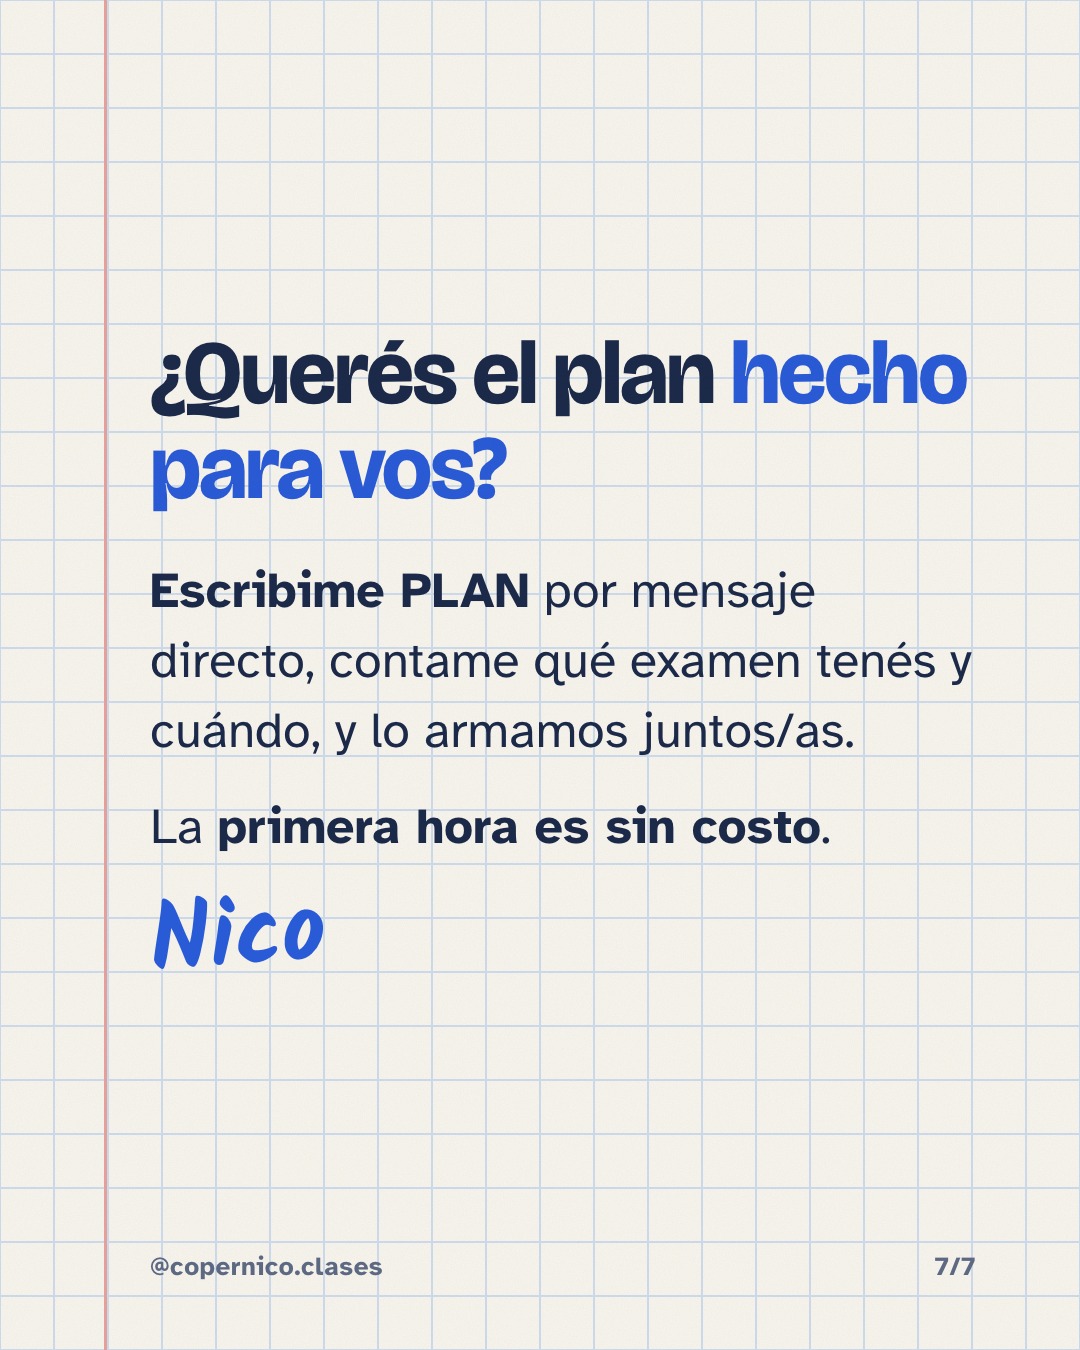 ¿Querés el plan hecho
para vos?
Escribime PLAN por mensaje
directo, contame qué examen tenés y
cuándo, y lo armamos juntos/as.
La primera hora es sin costo.
Nico
@copernico.clases
7/7